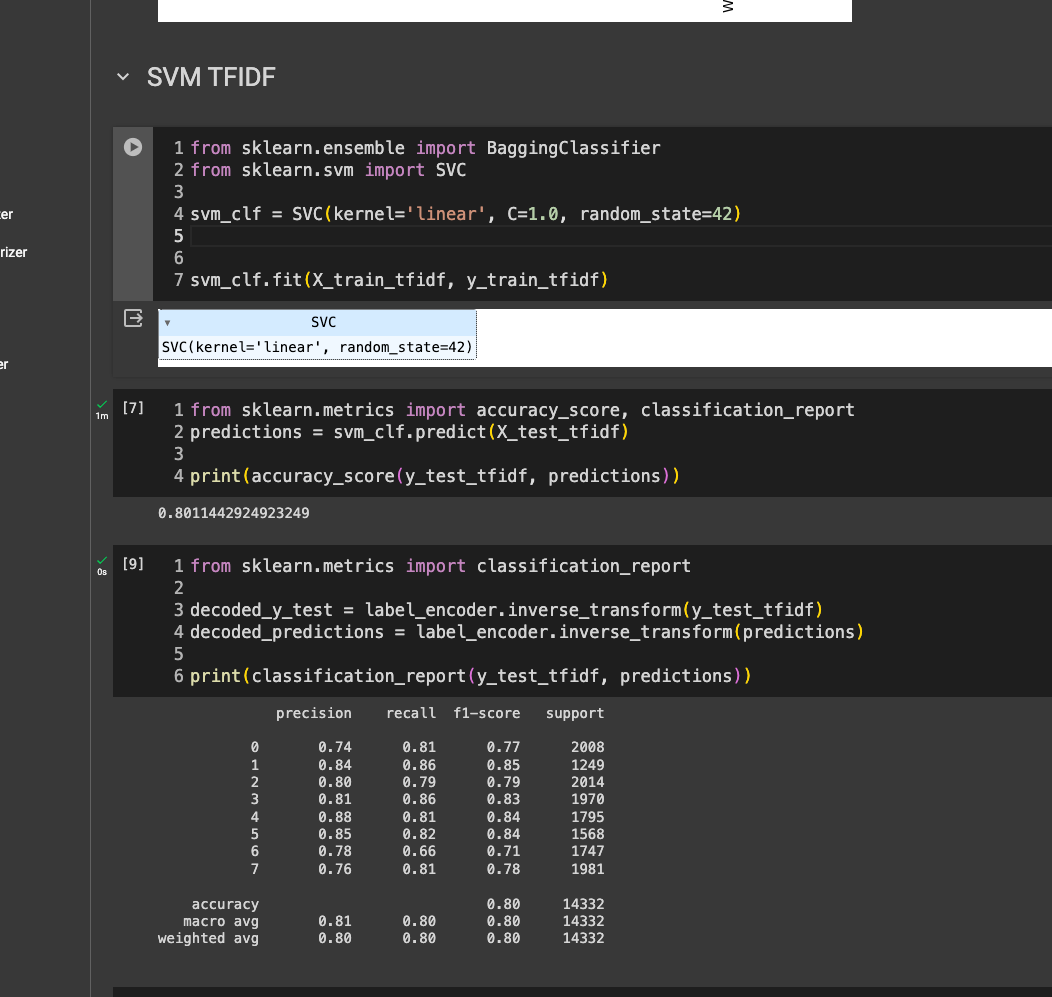 W
SVM TFIDF
er
rizer
er
1 from sklearn.ensemble import BaggingClassifier
2 from sklearn.svm import SVC
3
4 svm_clf = SVC(kernel='linear', C=1.0, random_state=42)
5
6
7 svm_clf.fit(X_train_tfidf, y_train_tfidf)
▾ SVC
SVC(kernel='linear', random_state=42)
1m
[7]
1 from sklearn.metrics import accuracy_score, classification_report
2 predictions = svm_clf.predict(X_test_tfidf)
3
4 print(accuracy_score(y_test_tfidf, predictions))
0.8011442924923249
0s
[9]
1 from sklearn.metrics import classification_report
2
3 decoded_y_test = label_encoder.inverse_transform(y_test_tfidf)
4 decoded_predictions = label_encoder.inverse_transform(predictions)
5
6 print(classification_report(y_test_tfidf, predictions))
precision recall f1-score support
0 0.74 0.81 0.77 2008
1 0.84 0.86 0.85 1249
2 0.80 0.79 0.79 2014
3 0.81 0.86 0.83 1970
4 0.88 0.81 0.84 1795
5 0.85 0.82 0.84 1568
6 0.78 0.66 0.71 1747
7 0.76 0.81 0.78 1981
accuracy 0.80 14332
macro avg 0.81 0.80 0.80 14332
weighted avg 0.80 0.80 0.80 14332